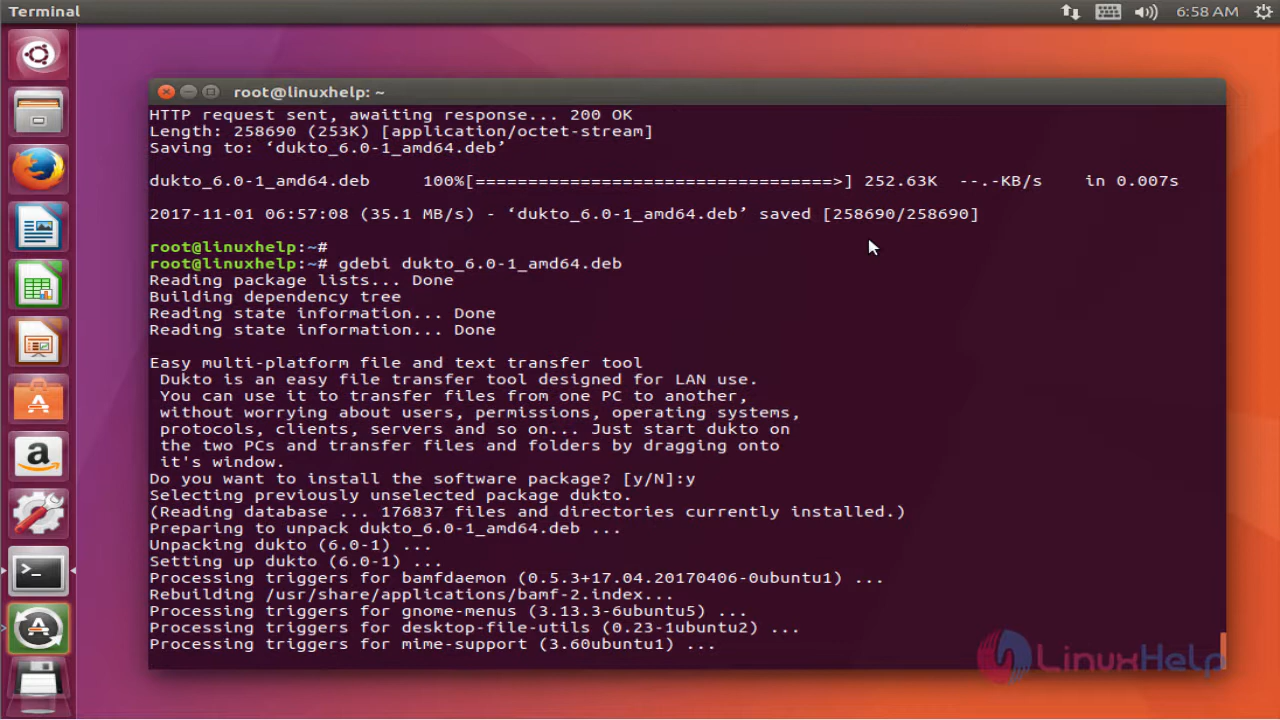 Terminal
6:58 AM
root@linuxhelp: ~
HTTP request sent, awaiting response... 200 OK
Length: 258690 (253K) [application/octet-stream]
Saving to: ‘dukto_6.0-1_amd64.deb’
dukto_6.0-1_amd64.deb 100%[==================================>] 252.63K --.-KB/s in 0.007s
2017-11-01 06:57:08 (35.1 MB/s) - ‘dukto_6.0-1_amd64.deb’ saved [258690/258690]
root@linuxhelp:~#
root@linuxhelp:~# gdebi dukto_6.0-1_amd64.deb
Reading package lists... Done
Building dependency tree
Reading state information... Done
Reading state information... Done
Easy multi-platform file and text transfer tool
Dukto is an easy file transfer tool designed for LAN use.
You can use it to transfer files from one PC to another,
without worrying about users, permissions, operating systems,
protocols, clients, servers and so on... Just start dukto on
the two PCs and transfer files and folders by dragging onto
it's window.
Do you want to install the software package? [y/N]:y
Selecting previously unselected package dukto.
(Reading database ... 176837 files and directories currently installed.)
Preparing to unpack dukto_6.0-1_amd64.deb ...
Unpacking dukto (6.0-1) ...
Setting up dukto (6.0-1) ...
Processing triggers for bamfdaemon (0.5.3+17.04.20170406-0ubuntu1) ...
Rebuilding /usr/share/applications/bamf-2.index...
Processing triggers for gnome-menus (3.13.3-6ubuntu5) ...
Processing triggers for desktop-file-utils (0.23-1ubuntu2) ...
Processing triggers for mime-support (3.60ubuntu1) ...
LinuxHelp